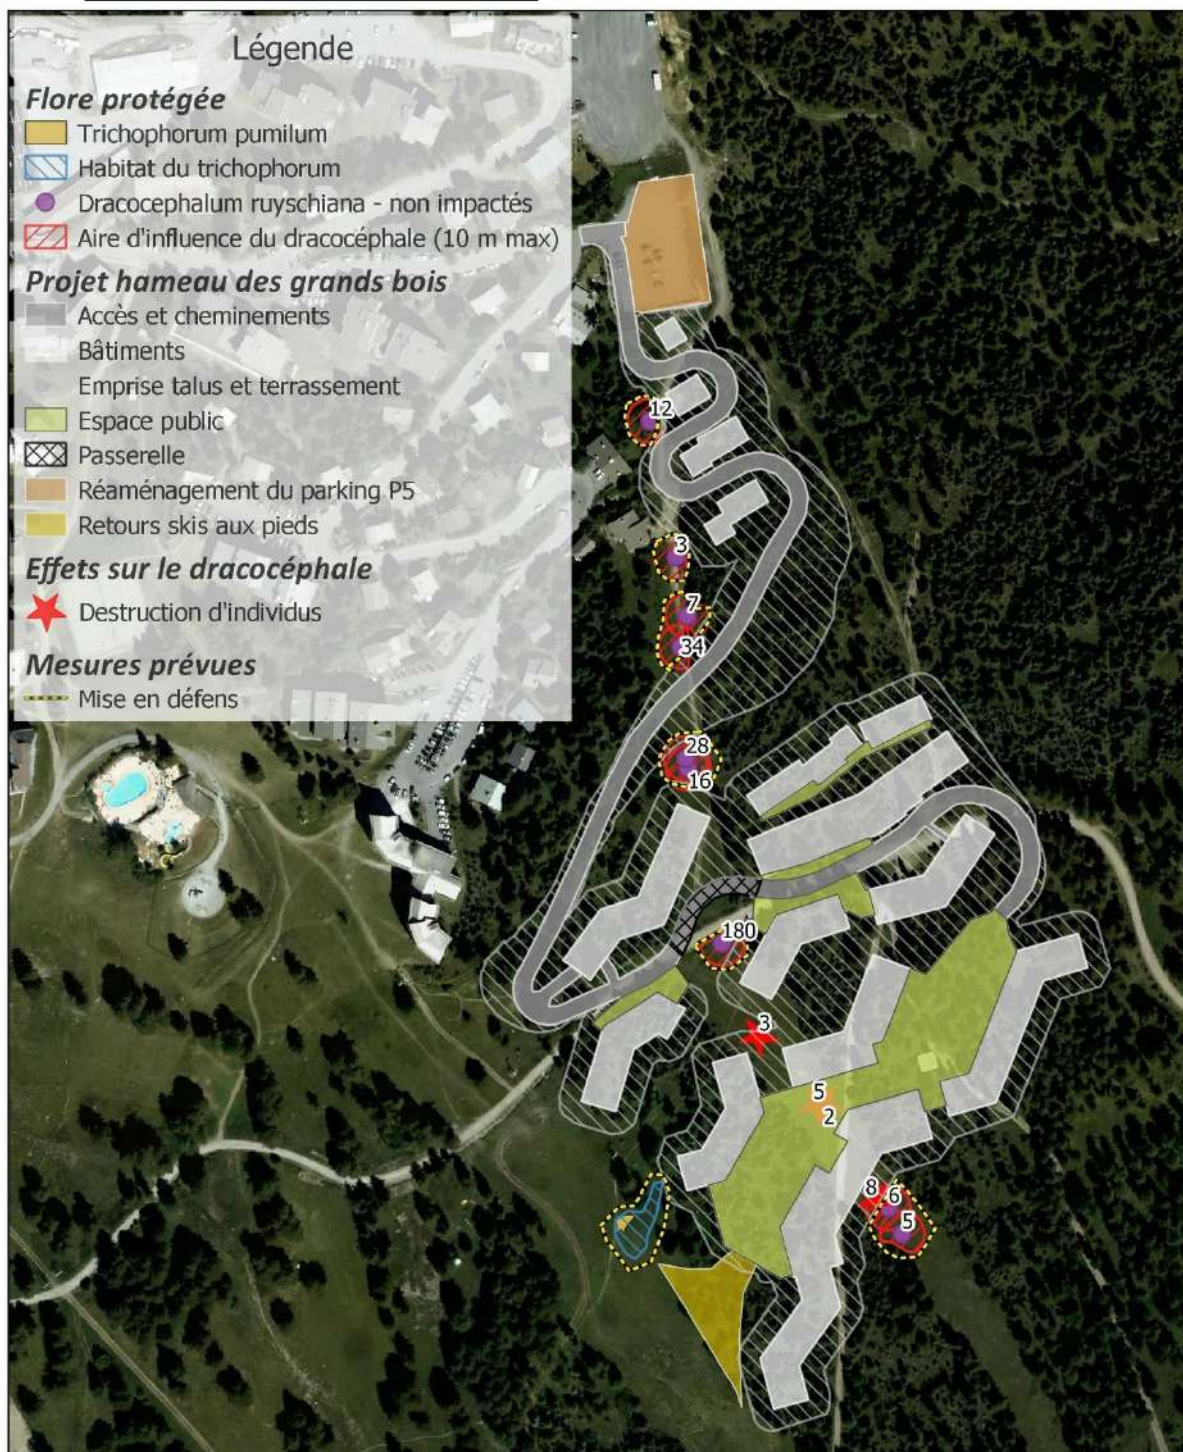 Légende
Flore protégée
Trichophorum pumilum
Habitat du trichophorum
Dracocephalum ruyschiana - non impactés
Aire d'influence du dracocéphale (10 m max)
Projet hameau des grands bois
Accès et cheminements
Bâtiments
Emprise talus et terrassement
Espace public
Passerelle
Réaménagement du parking P5
Retours skis aux pieds
Effets sur le dracocéphale
Destruction d'individus
Mesures prévues
Mise en défens
12
3
7
34
28
16
180
3
5
2
8
6
5